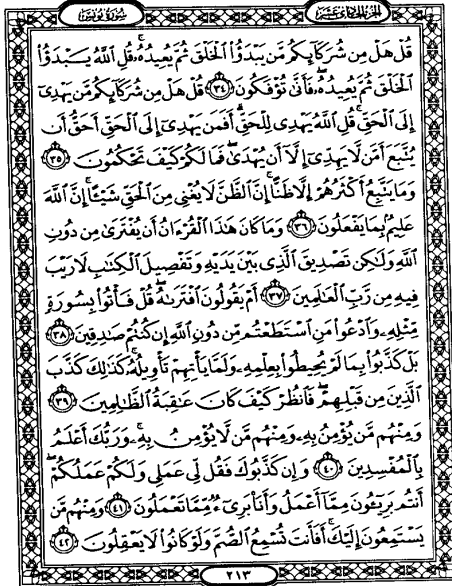 الجزء الحادي عشر
سورة يونس
قُلْ هَلْ مِن شُرَكَآئِكُم مَّن يَبْدَؤُا۟ ٱلْخَلْقَ ثُمَّ يُعِيدُهُۥ ۚ قُلِ ٱللَّهُ يَبْدَؤُا۟
ٱلْخَلْقَ ثُمَّ يُعِيدُهُۥ ۖ فَأَنَّىٰ تُؤْفَكُونَ ٣٤ قُلْ هَلْ مِن شُرَكَآئِكُم مَّن يَهْدِىٓ
إِلَى ٱلْحَقِّ ۚ قُلِ ٱللَّهُ يَهْدِى لِلْحَقِّ ۗ أَفَمَن يَهْدِىٓ إِلَى ٱلْحَقِّ أَحَقُّ أَن
يُتَّبَعَ أَمَّن لَّا يَهِدِّىٓ إِلَّآ أَن يُهْدَىٰ ۖ فَمَا لَكُمْ كَيْفَ تَحْكُمُونَ ٣٥
وَمَا يَتَّبِعُ أَكْثَرُهُمْ إِلَّا ظَنًّا ۚ إِنَّ ٱلظَّنَّ لَا يُغْنِى مِنَ ٱلْحَقِّ شَيْـًٔا ۚ إِنَّ ٱللَّهَ
عَلِيمٌۢ بِمَا يَفْعَلُونَ ٣٦ وَمَا كَانَ هَٰذَا ٱلْقُرْءَانُ أَن يُفْتَرَىٰ مِن دُونِ
ٱللَّهِ وَلَٰكِن تَصْدِيقَ ٱلَّذِى بَيْنَ يَدَيْهِ وَتَفْصِيلَ ٱلْكِتَٰبِ لَا رَيْبَ
فِيهِ مِن رَّبِّ ٱلْعَٰلَمِينَ ٣٧ أَمْ يَقُولُونَ ٱفْتَرَىٰهُ ۖ قُلْ فَأْتُوا۟ بِسُورَةٍ
مِّثْلِهِۦ وَٱدْعُوا۟ مَنِ ٱسْتَطَعْتُم مِّن دُونِ ٱللَّهِ إِن كُنتُمْ صَٰدِقِينَ ٣٨
بَلْ كَذَّبُوا۟ بِمَا لَمْ يُحِيطُوا۟ بِعِلْمِهِۦ وَلَمَّا يَأْتِهِمْ تَأْوِيلُهُۥ ۚ كَذَٰلِكَ كَذَّبَ
ٱلَّذِينَ مِن قَبْلِهِمْ ۖ فَٱنظُرْ كَيْفَ كَانَ عَٰقِبَةُ ٱلظَّٰلِمِينَ ٣٩
وَمِنْهُم مَّن يُؤْمِنُ بِهِۦ وَمِنْهُم مَّن لَّا يُؤْمِنُ بِهِۦ ۚ وَرَبُّكَ أَعْلَمُ
بِٱلْمُفْسِدِينَ ٤٠ وَإِن كَذَّبُوكَ فَقُل لِّى عَمَلِى وَلَكُمْ عَمَلُكُمْ ۖ
أَنتُم بَرِيٓـُٔونَ مِمَّآ أَعْمَلُ وَأَنَا۠ بَرِىٓءٌ مِّمَّا تَعْمَلُونَ ٤١ وَمِنْهُم مَّن
يَسْتَمِعُونَ إِلَيْكَ ۚ أَفَأَنتَ تُسْمِعُ ٱلصُّمَّ وَلَوْ كَانُوا۟ لَا يَعْقِلُونَ ٤٢
٢١٣